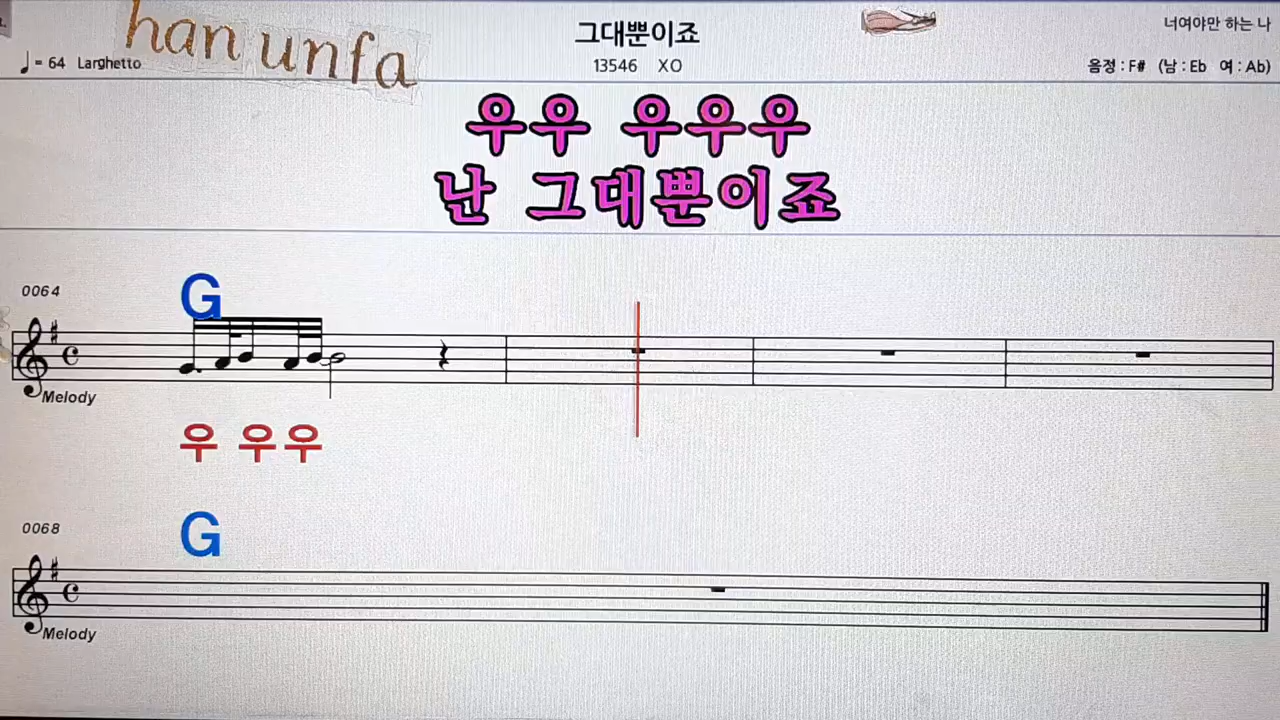 han unfa
그대뿐이죠
너여야만 하는 나
♩= 64 Larghetto
13546 XO
음정 : F# (남 : Eb 여 : Ab)
우우 우우우
난 그대뿐이죠
0064
G
Melody
우 우우
0068
G
Melody